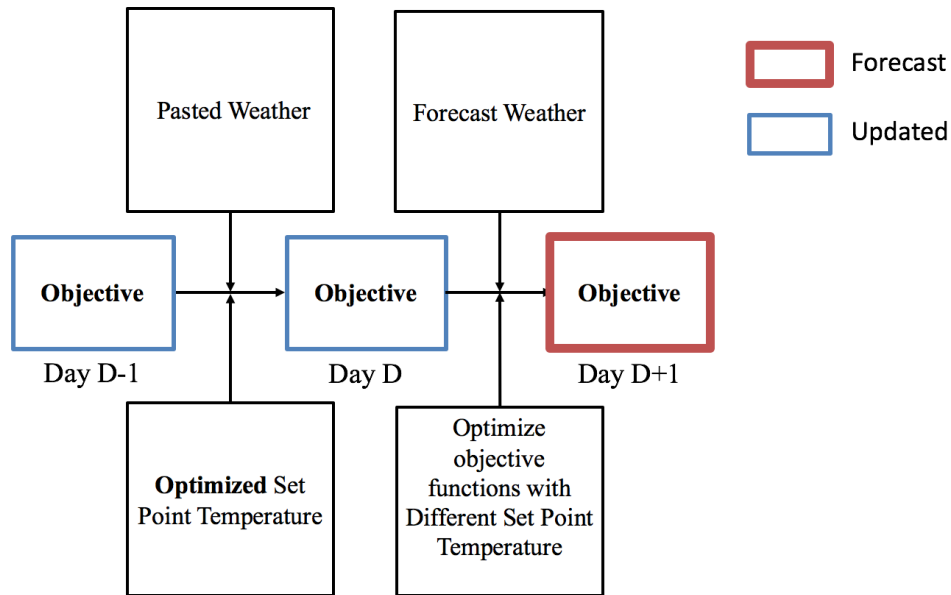 Pasted Weather
Forecast Weather
Forecast
Updated
Objective
Objective
Objective
Day D-1
Day D
Day D+1
Optimized Set
Point Temperature
Optimize
objective
functions with
Different Set Point
Temperature